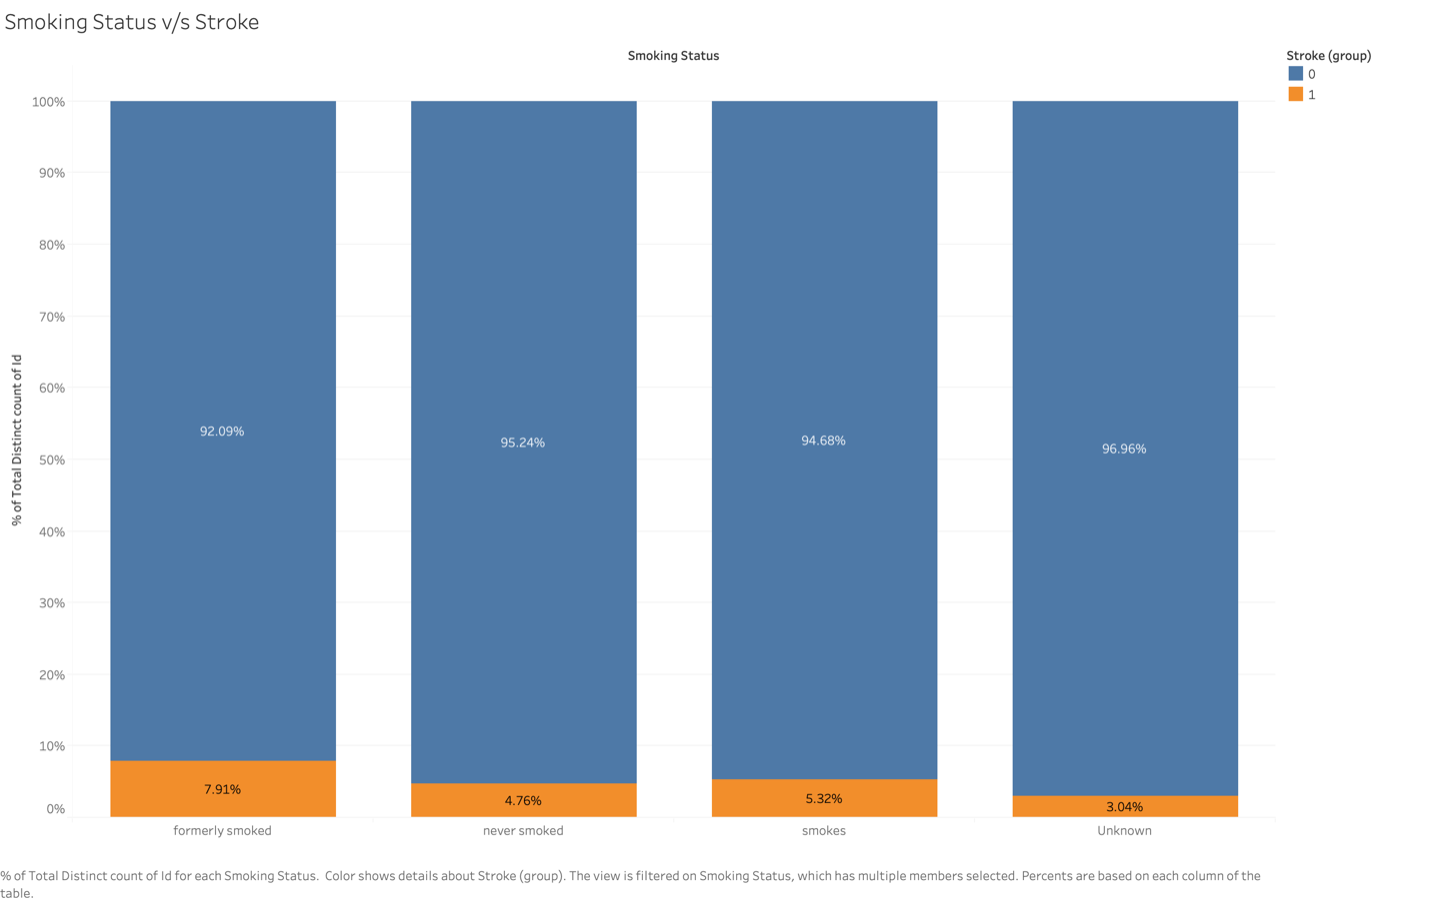 Smoking Status v/s Stroke
Smoking Status
Stroke (group)
0
1
% of Total Distinct count of Id
100%
90%
80%
70%
60%
50%
40%
30%
20%
10%
0%
92.09%
95.24%
94.68%
96.96%
7.91%
4.76%
5.32%
3.04%
formerly smoked
never smoked
smokes
Unknown
% of Total Distinct count of Id for each Smoking Status.  Color shows details about Stroke (group). The view is filtered on Smoking Status, which has multiple members selected. Percents are based on each column of the
table.